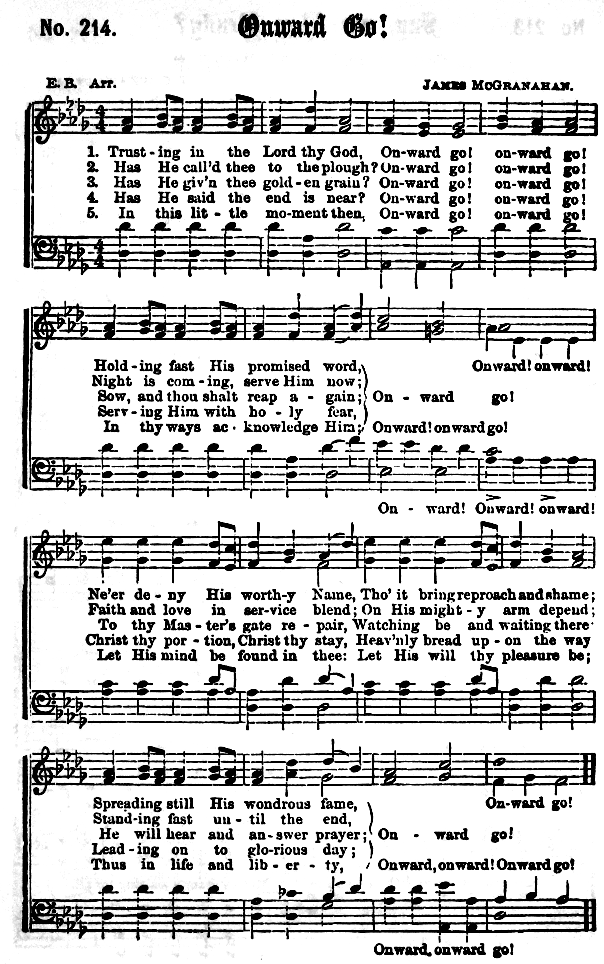 No. 214. Onward Go!
E. B. Arr. JAMES MCGRANAHAN.
1. Trust-ing in the Lord thy God, On-ward go! on-ward go!
2. Has He call'd thee to the plough? On-ward go! on-ward go!
3. Has He giv'n thee gold-en grain? On-ward go! on-ward go!
4. Has He said the end is near? On-ward go! on-ward go!
5. In this lit-tle mo-ment then, On-ward go! on-ward go!
Hold-ing fast His promised word, Onward! onward!
Night is com-ing, serve Him now;
Sow, and thou shalt reap a-gain; On-ward go!
Serv-ing Him with ho-ly fear,
In thy ways ac-knowledge Him; Onward! onward go!
On-ward! Onward! onward!
Ne'er de-ny His worth-y Name, Tho' it bring reproach and shame;
Faith and love in ser-vice blend; On His might-y arm depend;
To thy Mas-ter's gate re-pair, Watching be and waiting there
Christ thy por-tion, Christ thy stay, Heav'nly bread up-on the way
Let His mind be found in thee: Let His will thy pleasure be;
Spreading still His wondrous fame, On-ward go!
Stand-ing fast un-til the end,
He will hear and an-swer prayer; On-ward go!
Lead-ing on to glo-rious day;
Thus in life and lib-er-ty, Onward, onward! Onward go!
Onward, onward go!